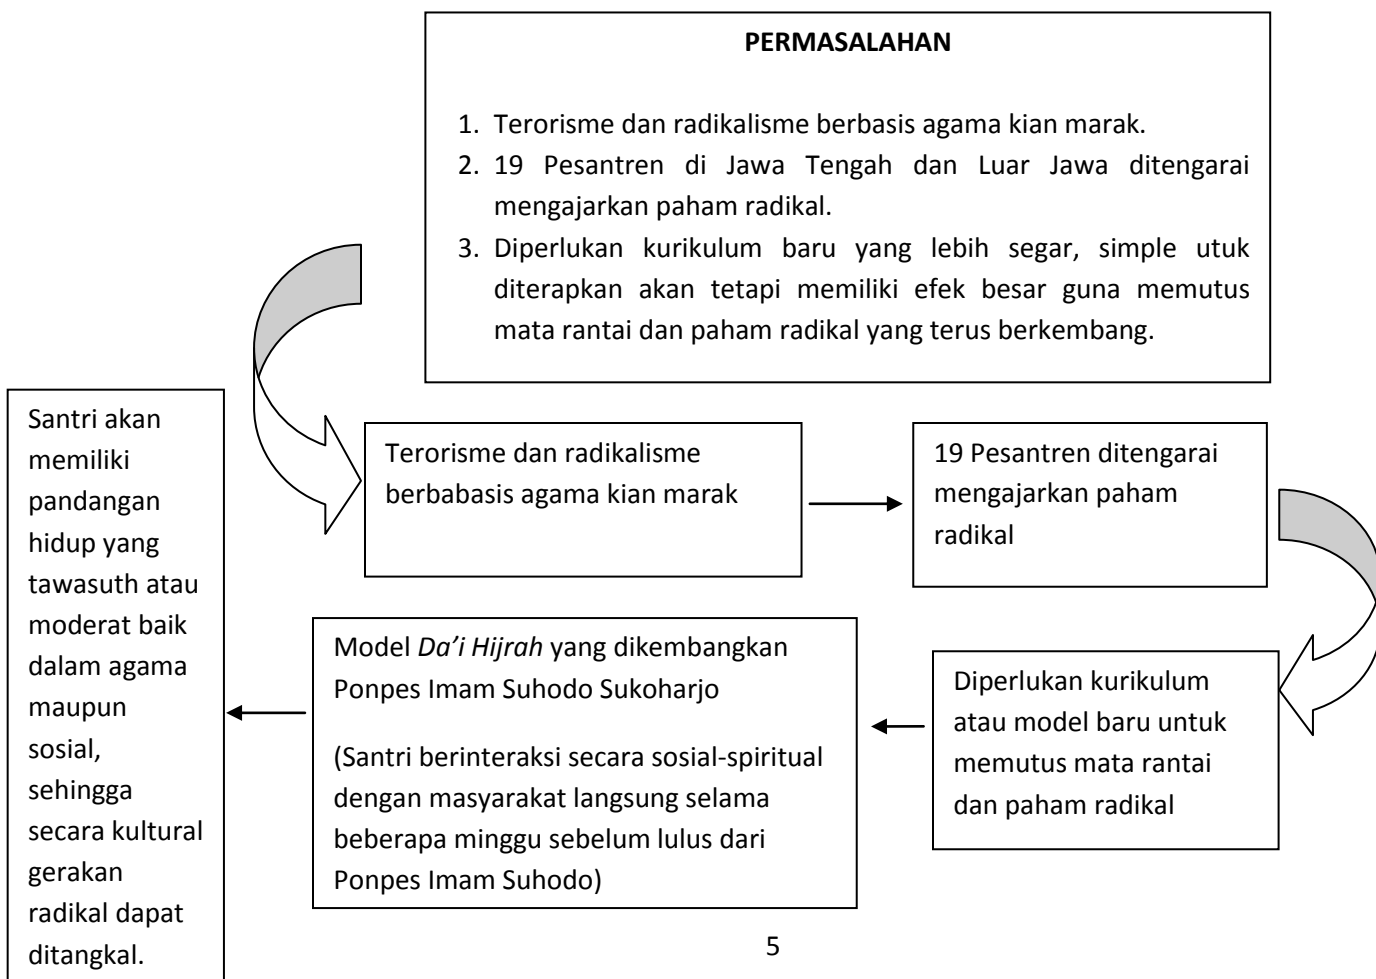 PERMASALAHAN
1. Terorisme dan radikalisme berbasis agama kian marak.
2. 19 Pesantren di Jawa Tengah dan Luar Jawa ditengarai
mengajarkan paham radikal.
3. Diperlukan kurikulum baru yang lebih segar, simple utuk
diterapkan akan tetapi memiliki efek besar guna memutus
mata rantai dan paham radikal yang terus berkembang.
Terorisme dan radikalisme
berbabasis agama kian marak
19 Pesantren ditengarai
mengajarkan paham
radikal
Diperlukan kurikulum
atau model baru untuk
memutus mata rantai
dan paham radikal
Model Da’i Hijrah yang dikembangkan
Ponpes Imam Suhodo Sukoharjo
(Santri berinteraksi secara sosial-spiritual
dengan masyarakat langsung selama
beberapa minggu sebelum lulus dari
Ponpes Imam Suhodo)
Santri akan
memiliki
pandangan
hidup yang
tawasuth atau
moderat baik
dalam agama
maupun
sosial,
sehingga
secara kultural
gerakan
radikal dapat
ditangkal.
5